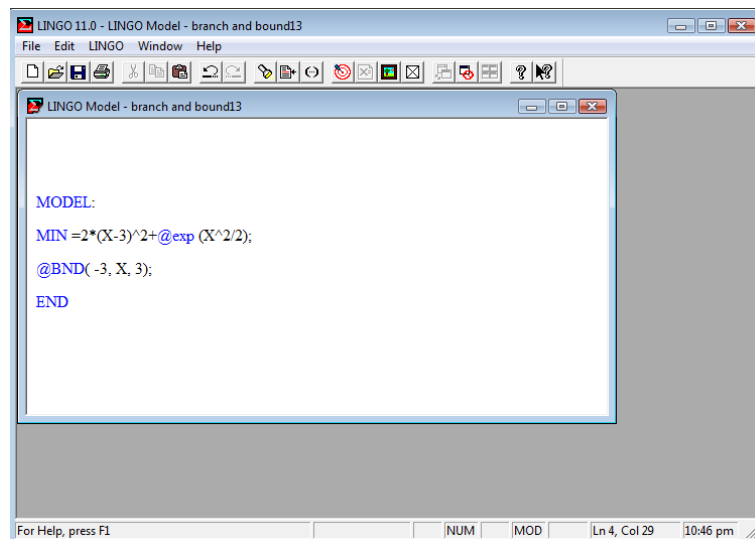 LINGO 11.0 - LINGO Model - branch and bound13
File Edit LINGO Window Help
LINGO Model - branch and bound13
MODEL:
MIN =2*(X-3)^2+@exp (X^2/2);
@BND( -3, X, 3);
END
For Help, press F1 NUM MOD Ln 4, Col 29 10:46 pm